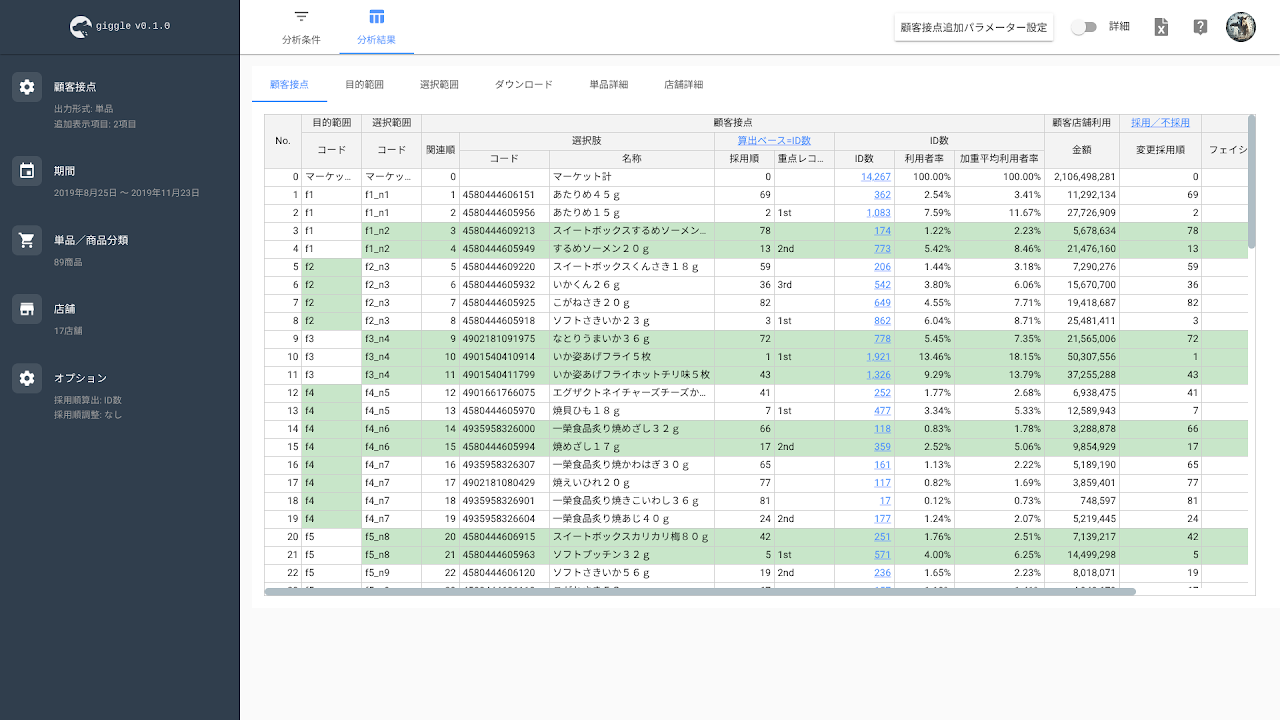 giggle v0.1.0
分析条件
分析結果
顧客接点追加パラメーター設定
詳細
顧客接点
出力形式: 単品
追加表示項目: 2項目
期間
2019年8月25日 〜 2019年11月23日
単品／商品分類
89商品
店舗
17店舗
オプション
採用順算出: ID数
採用順調整: なし
顧客接点 目的範囲 選択範囲 ダウンロード 単品詳細 店舗詳細
No. 目的範囲 選択範囲 顧客接点 顧客店舗利用 採用／不採用
コード コード 関連順 選択肢 算出ベース=ID数 ID数 金額 変更採用順 フェイシ
コード 名称 採用順 重点レコ... ID数 利用者率 加重平均利用者率
0 マーケッ... マーケッ... 0 マーケット計 0 14,267 100.00% 100.00% 2,106,498,281 0
1 f1 f1_n1 1 4580444606151 あたりめ４５ｇ 69 362 2.54% 3.41% 11,292,134 69
2 f1 f1_n1 2 4580444605956 あたりめ１５ｇ 2 1st 1,083 7.59% 11.67% 27,726,909 2
3 f1 f1_n2 3 4580444609213 スイートボックスするめソーメン... 78 174 1.22% 2.23% 5,678,634 78
4 f1 f1_n2 4 4580444605949 するめソーメン２０ｇ 13 2nd 773 5.42% 8.46% 21,476,160 13
5 f2 f2_n3 5 4580444609220 スイートボックスくんさき１８ｇ 59 206 1.44% 3.18% 7,290,276 59
6 f2 f2_n3 6 4580444605932 いかくん２６ｇ 36 3rd 542 3.80% 6.06% 15,670,700 36
7 f2 f2_n3 7 4580444605925 こがねさき２０ｇ 82 649 4.55% 7.71% 19,418,687 82
8 f2 f2_n3 8 4580444605918 ソフトさきいか２３ｇ 3 1st 862 6.04% 8.71% 25,481,411 3
9 f3 f3_n4 9 4902181091975 なとりうまいか３６ｇ 72 778 5.45% 7.35% 21,565,006 72
10 f3 f3_n4 10 4901540410914 いか姿あげフライ５枚 1 1st 1,921 13.46% 18.15% 50,307,556 1
11 f3 f3_n4 11 4901540411799 いか姿あげフライホットチリ味５枚 43 1,326 9.29% 13.79% 37,255,288 43
12 f4 f4_n5 12 4901661766075 エグザクトネイチャーズチーズか... 41 252 1.77% 2.68% 6,938,475 41
13 f4 f4_n5 13 4580444605970 焼貝ひも１８ｇ 7 1st 477 3.34% 5.33% 12,589,943 7
14 f4 f4_n6 14 4935958326000 一榮食品炙り焼めざし３２ｇ 66 118 0.83% 1.78% 3,288,878 66
15 f4 f4_n6 15 4580444605994 焼めざし１７ｇ 17 2nd 359 2.52% 5.06% 9,854,929 17
16 f4 f4_n7 16 4935958326307 一榮食品炙り焼かわはぎ３０ｇ 65 161 1.13% 2.22% 5,189,190 65
17 f4 f4_n7 17 4902181080429 焼えいひれ２０ｇ 77 117 0.82% 1.69% 3,859,401 77
18 f4 f4_n7 18 4935958326901 一榮食品炙り焼きこいわし３６ｇ 81 17 0.12% 0.73% 748,597 81
19 f4 f4_n7 19 4935958326604 一榮食品炙り焼あじ４０ｇ 24 2nd 177 1.24% 2.07% 5,219,445 24
20 f5 f5_n8 20 4580444606915 スイートボックスカリカリ梅８０ｇ 42 251 1.76% 2.51% 7,139,217 42
21 f5 f5_n8 21 4580444605963 ソフトプッチン３２ｇ 5 1st 571 4.00% 6.25% 14,499,298 5
22 f5 f5_n9 22 4580444606120 ソフトさきいか５６ｇ 19 2nd 236 1.65% 2.23% 8,018,071 19